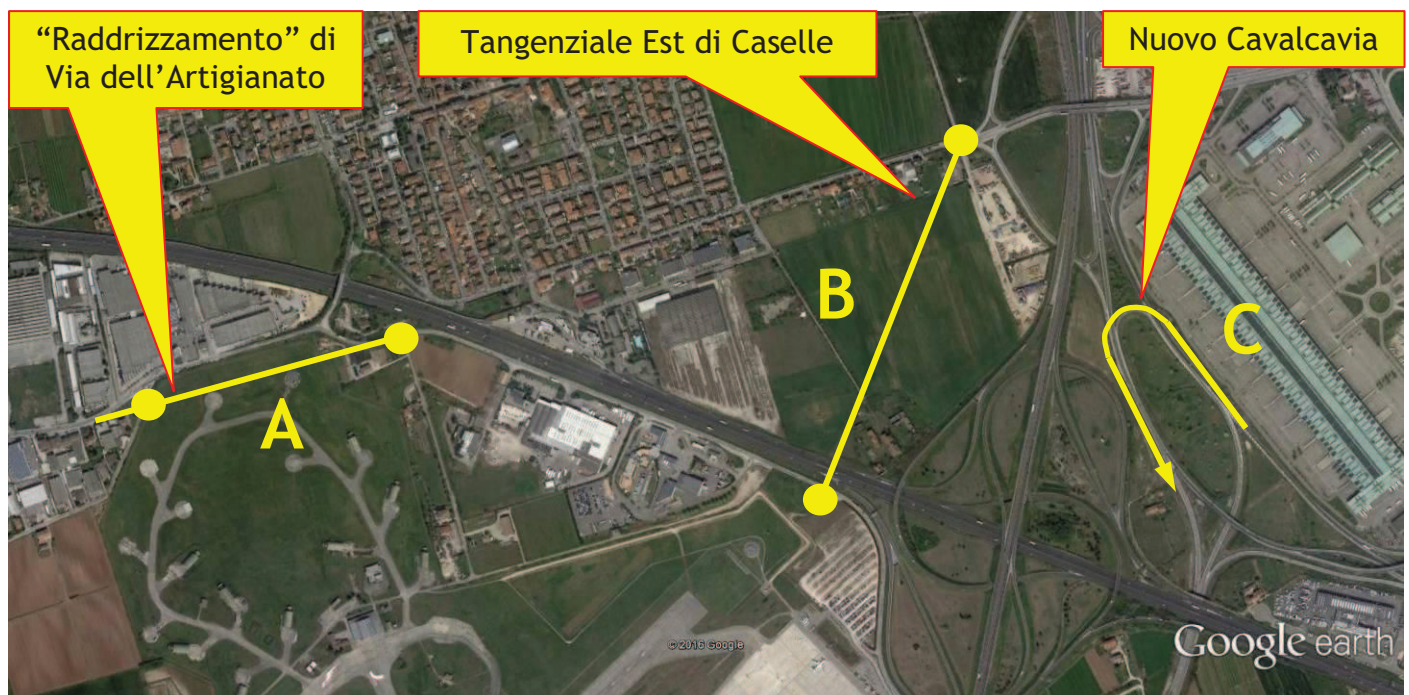 “Raddrizzamento” di
Via dell’Artigianato
Tangenziale Est di Caselle
Nuovo Cavalcavia
A
B
C
© 2016 Google
Google earth